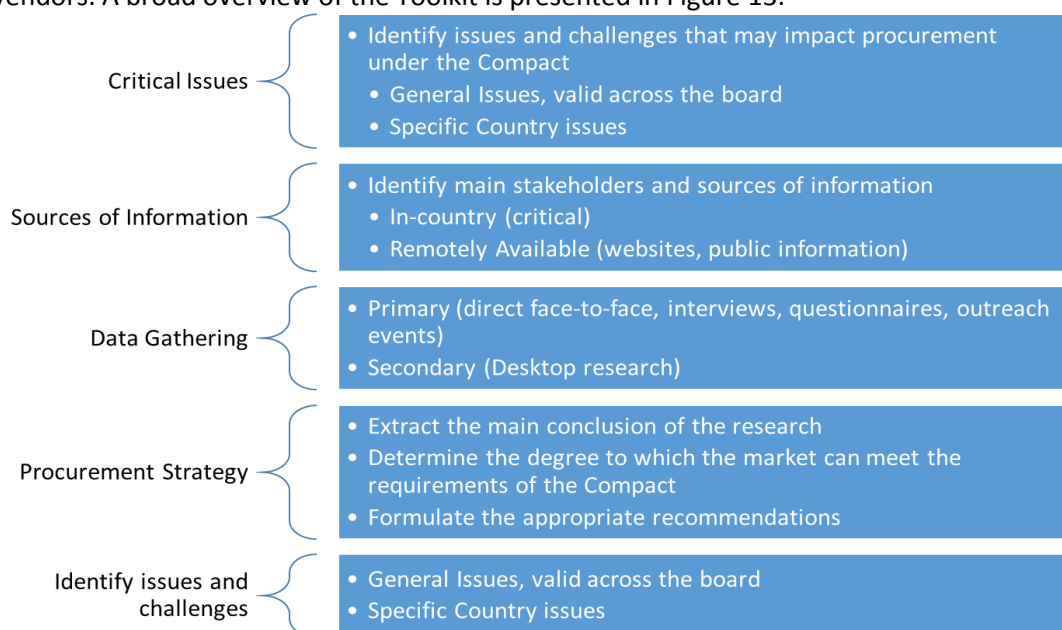 vendors. A broad overview of the Toolkit is presented in Figure 13.
Critical Issues
• Identify issues and challenges that may impact procurement
under the Compact
• General Issues, valid across the board
• Specific Country issues
Sources of Information
• Identify main stakeholders and sources of information
• In-country (critical)
• Remotely Available (websites, public information)
Data Gathering
• Primary (direct face-to-face, interviews, questionnaires, outreach
events)
• Secondary (Desktop research)
Procurement Strategy
• Extract the main conclusion of the research
• Determine the degree to which the market can meet the
requirements of the Compact
• Formulate the appropriate recommendations
Identify issues and
challenges
• General Issues, valid across the board
• Specific Country issues